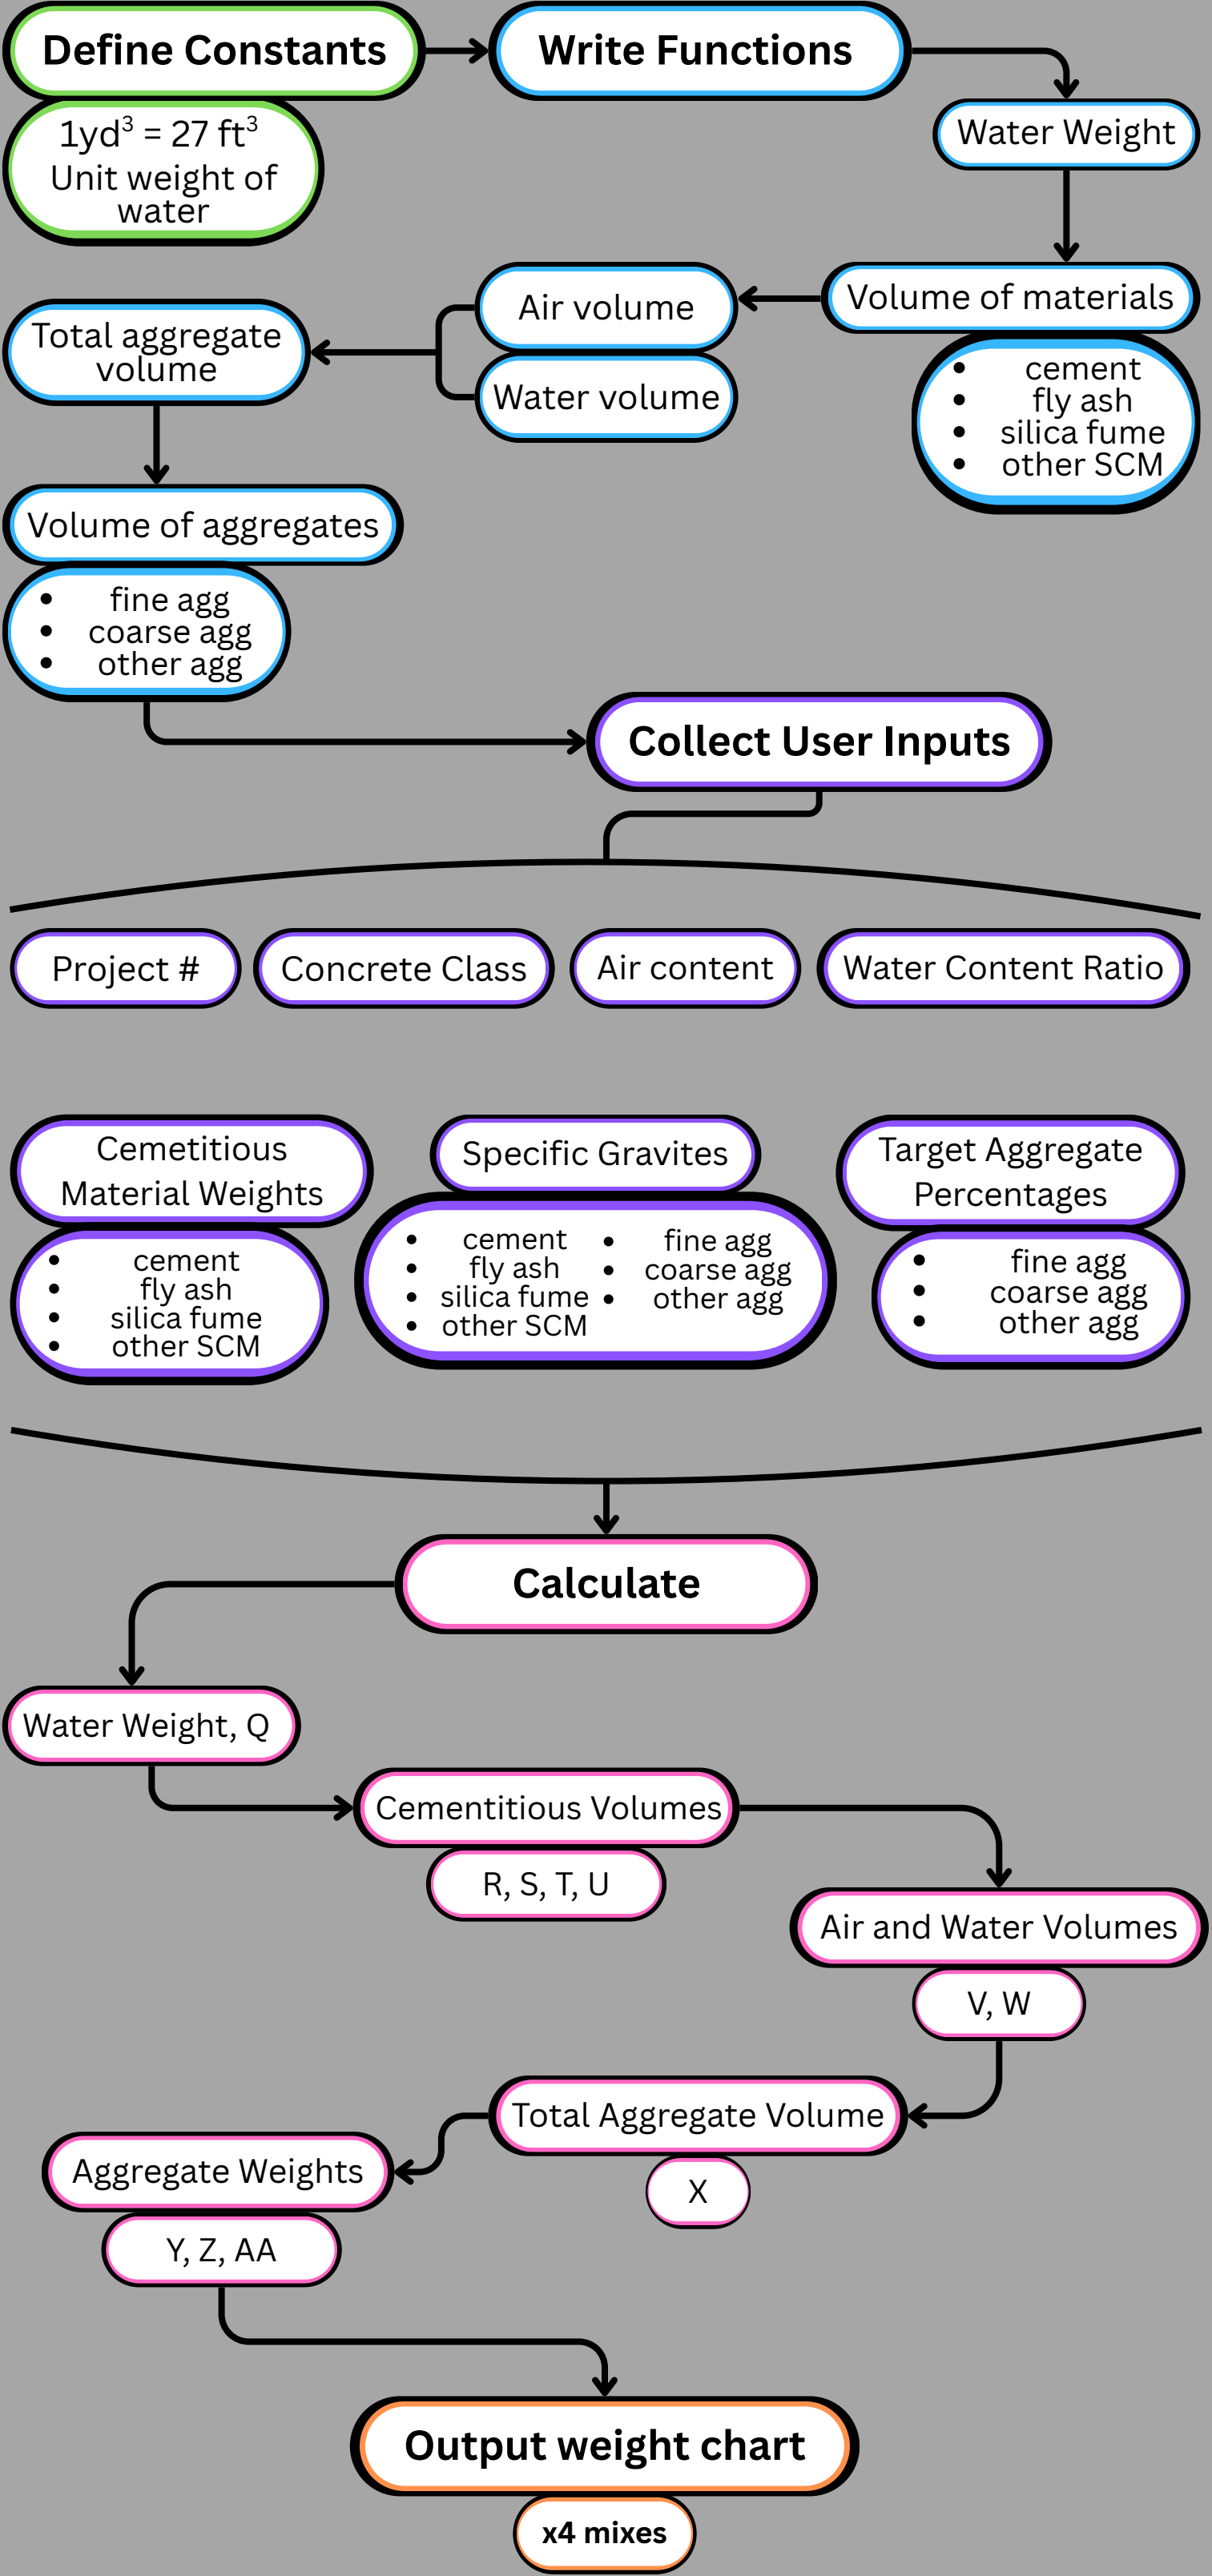 Define Constants
1yd³ = 27 ft³
Unit weight of
water
Write Functions
Water Weight
Volume of materials
• cement
• fly ash
• silica fume
• other SCM
Air volume
Water volume
Total aggregate
volume
Volume of aggregates
• fine agg
• coarse agg
• other agg
Collect User Inputs
Project #
Concrete Class
Air content
Water Content Ratio
Cemetitious
Material Weights
• cement
• fly ash
• silica fume
• other SCM
Specific Gravites
• cement
• fly ash
• silica fume
• other SCM
• fine agg
• coarse agg
• other agg
Target Aggregate
Percentages
• fine agg
• coarse agg
• other agg
Calculate
Water Weight, Q
Cementitious Volumes
R, S, T, U
Air and Water Volumes
V, W
Total Aggregate Volume
X
Aggregate Weights
Y, Z, AA
Output weight chart
x4 mixes